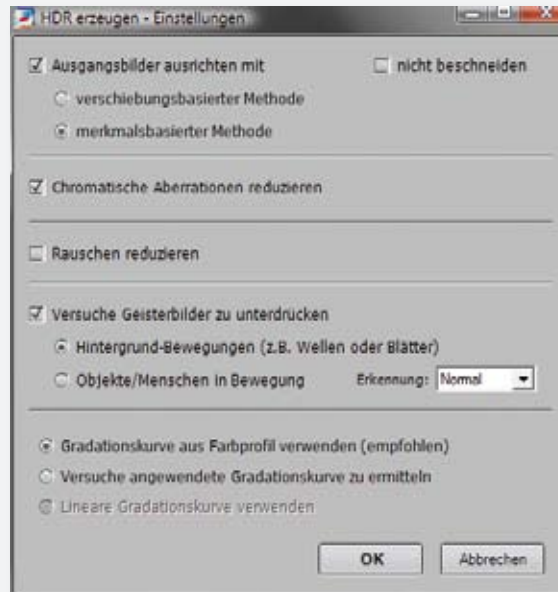 HDR erzeugen - Einstellungen
Ausgangsbilder ausrichten mit nicht beschneiden
verschiebungsbasierter Methode
merkmalsbasierter Methode
Chromatische Aberrationen reduzieren
Rauschen reduzieren
Versuche Geisterbilder zu unterdrücken
Hintergrund-Bewegungen (z.B. Wellen oder Blätter)
Objekte/Menschen in Bewegung Erkennung: Normal
Gradationskurve aus Farbprofil verwenden (empfohlen)
Versuche angewendete Gradationskurve zu ermitteln
Lineare Gradationskurve verwenden
OK Abbrechen